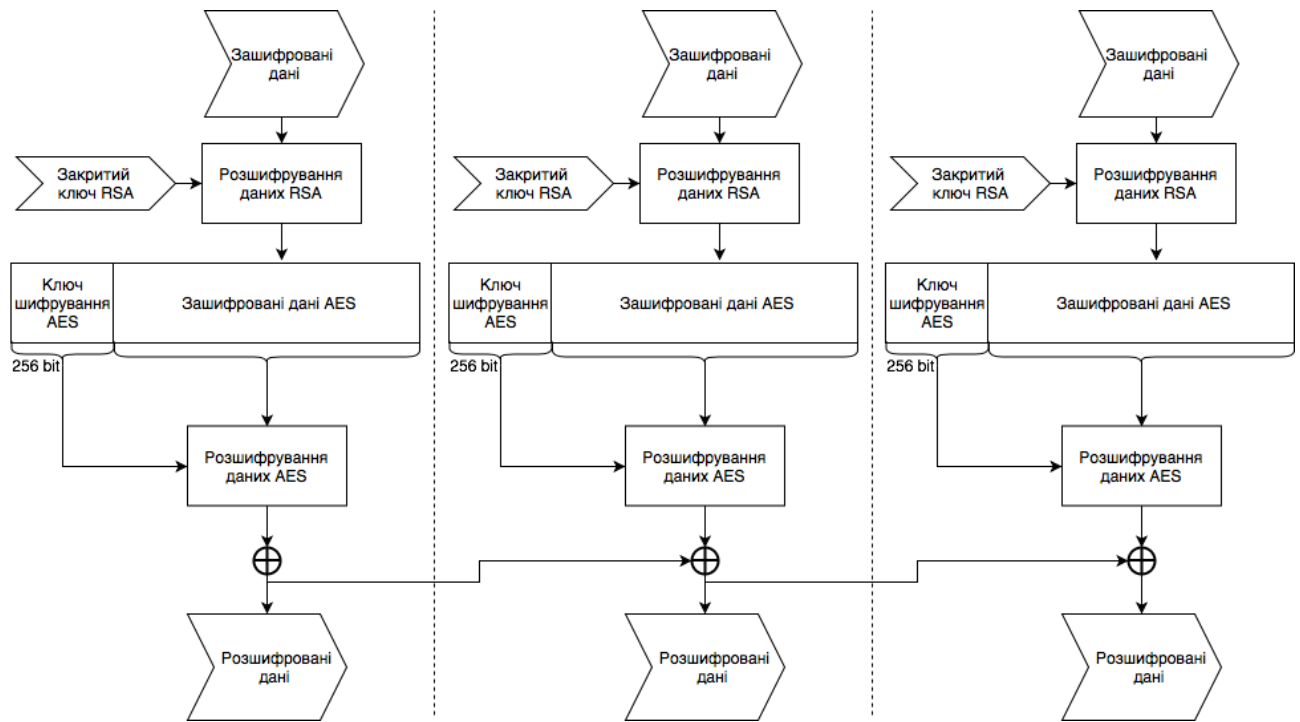 Зашифровані
дані
Зашифровані
дані
Зашифровані
дані
Закритий
ключ RSA
Розшифрування
даних RSA
Закритий
ключ RSA
Розшифрування
даних RSA
Закритий
ключ RSA
Розшифрування
даних RSA
Ключ
шифрування
AES
Зашифровані дані AES
Ключ
шифрування
AES
Зашифровані дані AES
Ключ
шифрування
AES
Зашифровані дані AES
256 bit
256 bit
256 bit
Розшифрування
даних AES
Розшифрування
даних AES
Розшифрування
даних AES
Розшифровані
дані
Розшифровані
дані
Розшифровані
дані